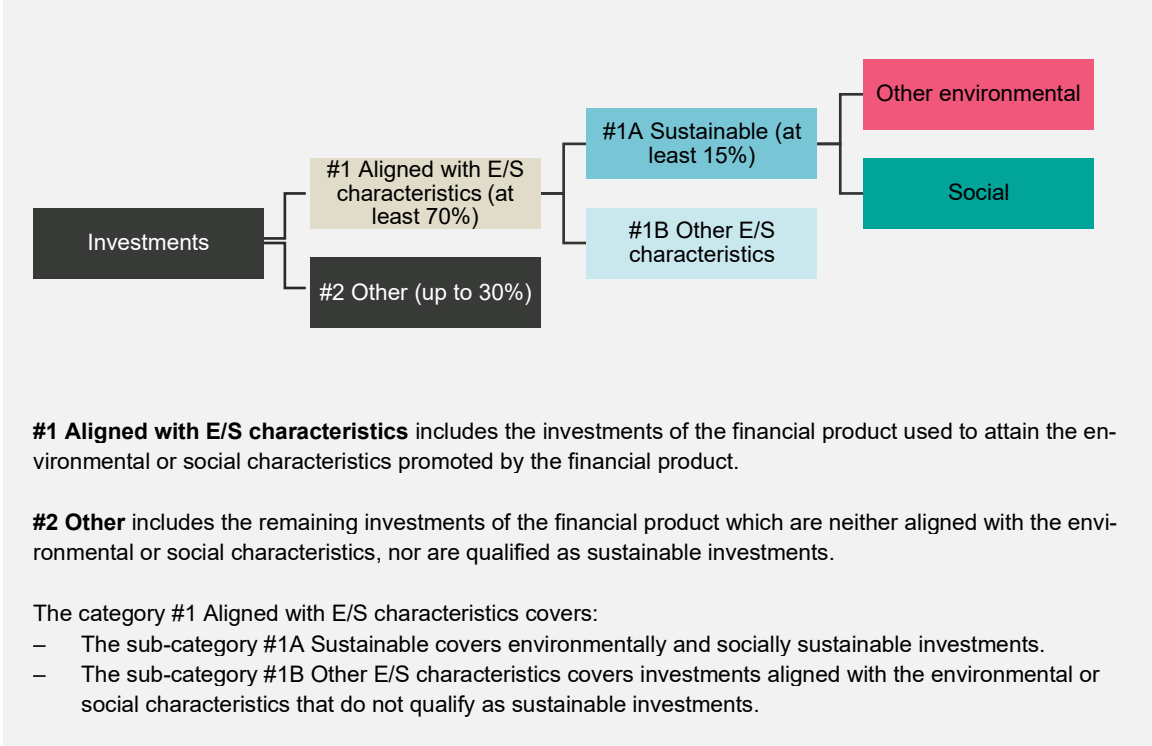 Other environmental
#1A Sustainable (at
least 15%)
#1 Aligned with E/S
characteristics (at
least 70%)
Social
Investments
#1B Other E/S
characteristics
#2 Other (up to 30%)
#1 Aligned with E/S characteristics includes the investments of the financial product used to attain the en-
vironmental or social characteristics promoted by the financial product.
#2 Other includes the remaining investments of the financial product which are neither aligned with the envi-
ronmental or social characteristics, nor are qualified as sustainable investments.
The category #1 Aligned with E/S characteristics covers:
– The sub-category #1A Sustainable covers environmentally and socially sustainable investments.
– The sub-category #1B Other E/S characteristics covers investments aligned with the environmental or
social characteristics that do not qualify as sustainable investments.